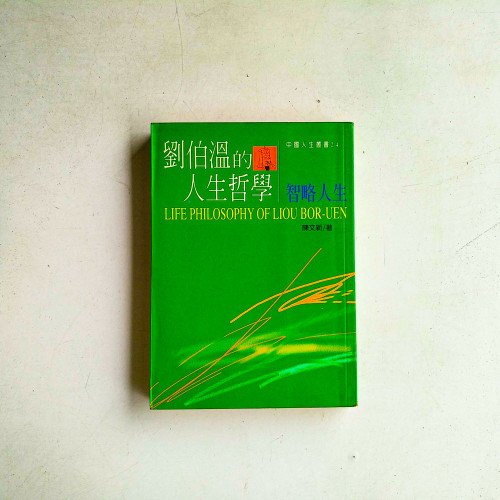 劉伯溫的
人生哲學
中國人生叢書24
智略人生
LIFE PHILOSOPHY OF LIOU BOR-UEN
陳文新/著